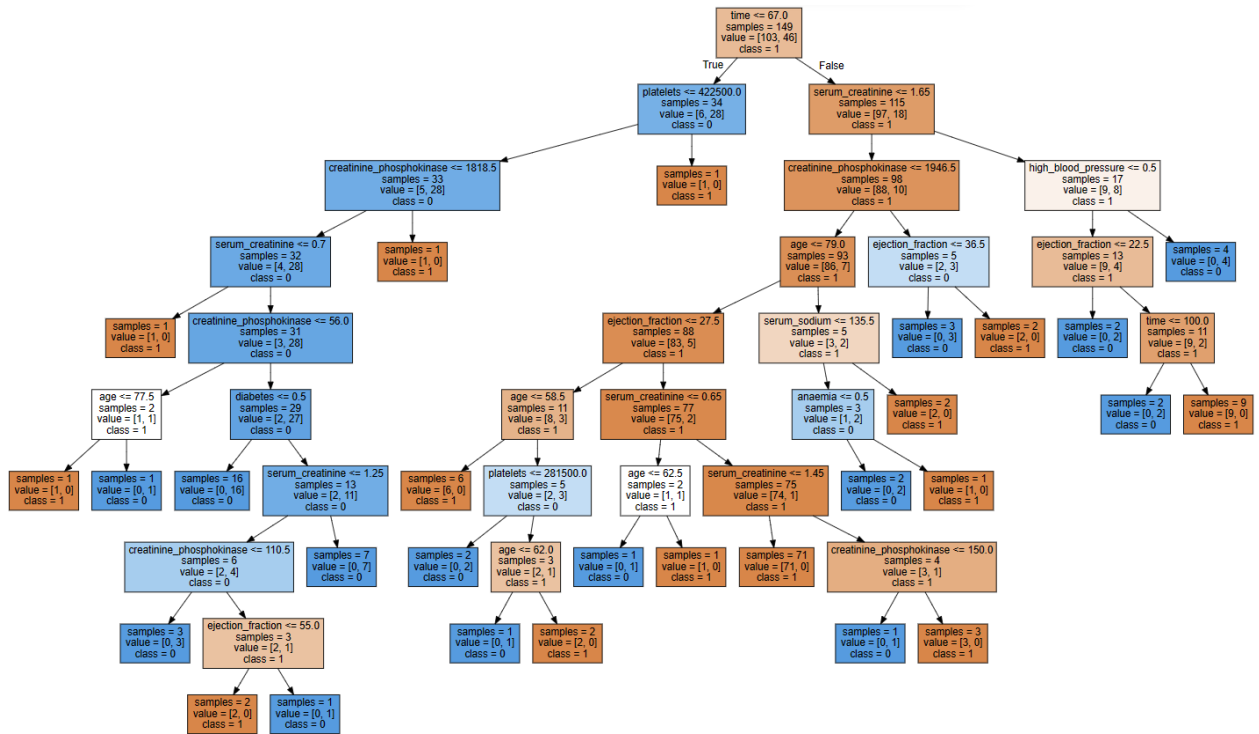 time <= 67.0
samples = 149
value = [103, 46]
class = 1
True
False
platelets <= 422500.0
samples = 34
value = [6, 28]
class = 0
serum_creatinine <= 1.65
samples = 115
value = [97, 18]
class = 1
creatinine_phosphokinase <= 1818.5
samples = 33
value = [5, 28]
class = 0
samples = 1
value = [1, 0]
class = 1
creatinine_phosphokinase <= 1946.5
samples = 98
value = [88, 10]
class = 1
high_blood_pressure <= 0.5
samples = 17
value = [9, 8]
class = 1
serum_creatinine <= 0.7
samples = 32
value = [4, 28]
class = 0
samples = 1
value = [1, 0]
class = 1
age <= 79.0
samples = 93
value = [86, 7]
class = 1
ejection_fraction <= 36.5
samples = 5
value = [2, 3]
class = 0
ejection_fraction <= 22.5
samples = 13
value = [9, 4]
class = 1
samples = 4
value = [0, 4]
class = 0
samples = 1
value = [1, 0]
class = 1
creatinine_phosphokinase <= 56.0
samples = 31
value = [3, 28]
class = 0
ejection_fraction <= 27.5
samples = 88
value = [83, 5]
class = 1
serum_sodium <= 135.5
samples = 5
value = [3, 2]
class = 1
samples = 3
value = [0, 3]
class = 0
samples = 2
value = [2, 0]
class = 1
samples = 2
value = [0, 2]
class = 0
time <= 100.0
samples = 11
value = [9, 2]
class = 1
age <= 77.5
samples = 2
value = [1, 1]
class = 1
diabetes <= 0.5
samples = 29
value = [2, 27]
class = 0
age <= 58.5
samples = 11
value = [8, 3]
class = 1
serum_creatinine <= 0.65
samples = 77
value = [75, 2]
class = 1
anaemia <= 0.5
samples = 3
value = [1, 2]
class = 0
samples = 2
value = [2, 0]
class = 1
samples = 2
value = [0, 2]
class = 0
samples = 9
value = [9, 0]
class = 1
samples = 1
value = [1, 0]
class = 1
samples = 1
value = [0, 1]
class = 0
samples = 16
value = [0, 16]
class = 0
serum_creatinine <= 1.25
samples = 13
value = [2, 11]
class = 0
samples = 6
value = [6, 0]
class = 1
platelets <= 281500.0
samples = 5
value = [2, 3]
class = 0
age <= 62.5
samples = 2
value = [1, 1]
class = 1
serum_creatinine <= 1.45
samples = 75
value = [74, 1]
class = 1
samples = 2
value = [0, 2]
class = 0
samples = 1
value = [1, 0]
class = 1
creatinine_phosphokinase <= 110.5
samples = 6
value = [2, 4]
class = 0
samples = 7
value = [0, 7]
class = 0
samples = 2
value = [0, 2]
class = 0
age <= 62.0
samples = 3
value = [2, 1]
class = 1
samples = 1
value = [0, 1]
class = 0
samples = 1
value = [1, 0]
class = 1
samples = 71
value = [71, 0]
class = 1
creatinine_phosphokinase <= 150.0
samples = 4
value = [3, 1]
class = 1
samples = 3
value = [0, 3]
class = 0
ejection_fraction <= 55.0
samples = 3
value = [2, 1]
class = 1
samples = 1
value = [0, 1]
class = 0
samples = 2
value = [2, 0]
class = 1
samples = 1
value = [0, 1]
class = 0
samples = 3
value = [3, 0]
class = 1
samples = 2
value = [2, 0]
class = 1
samples = 1
value = [0, 1]
class = 0